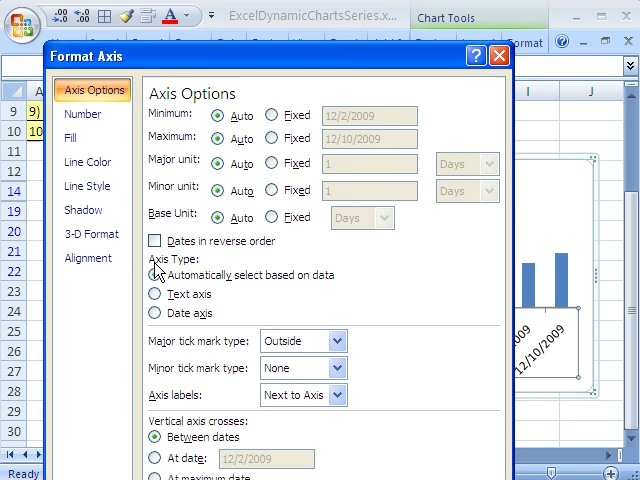 ExcelDynamicChartsSeries.x...
Chart Tools
Format
Format Axis
Axis Options
Number
Fill
Line Color
Line Style
Shadow
3-D Format
Alignment
Axis Options
Minimum: Auto Fixed 12/2/2009
Maximum: Auto Fixed 12/10/2009
Major unit: Auto Fixed 1 Days
Minor unit: Auto Fixed 1 Days
Base Unit: Auto Fixed Days
Dates in reverse order
Axis Type:
Automatically select based on data
Text axis
Date axis
Major tick mark type: Outside
Minor tick mark type: None
Axis labels: Next to Axis
Vertical axis crosses:
Between dates
At date: 12/2/2009
At maximum date
A I J
9 9)
10 10
11
12
14
19
20
21
22
23
24
25
26
27
28
29
30
12/10/2009
Ready